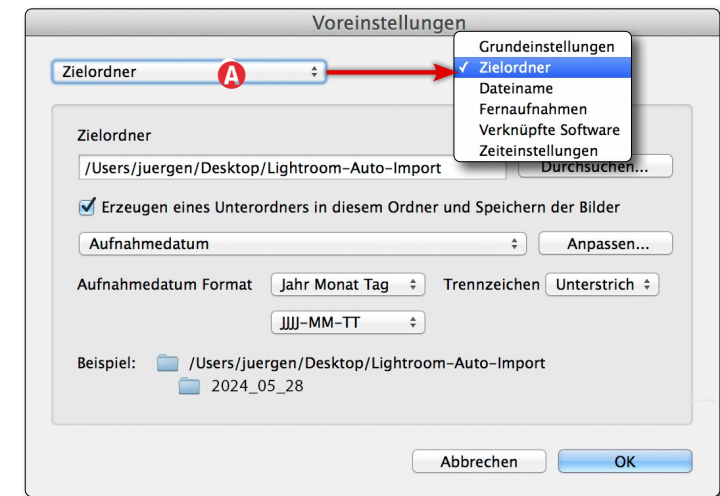 Voreinstellungen
Zielordner A
Grundeinstellungen
✓ Zielordner
Dateiname
Fernaufnahmen
Verknüpfte Software
Zeiteinstellungen
Zielordner
/Users/juergen/Desktop/Lightroom-Auto-Import Durchsuchen...
Erzeugen eines Unterordners in diesem Ordner und Speichern der Bilder
Aufnahmedatum Anpassen...
Aufnahmedatum Format Jahr Monat Tag Trennzeichen Unterstrich
JJJJ-MM-TT
Beispiel: /Users/juergen/Desktop/Lightroom-Auto-Import
2024_05_28
Abbrechen OK